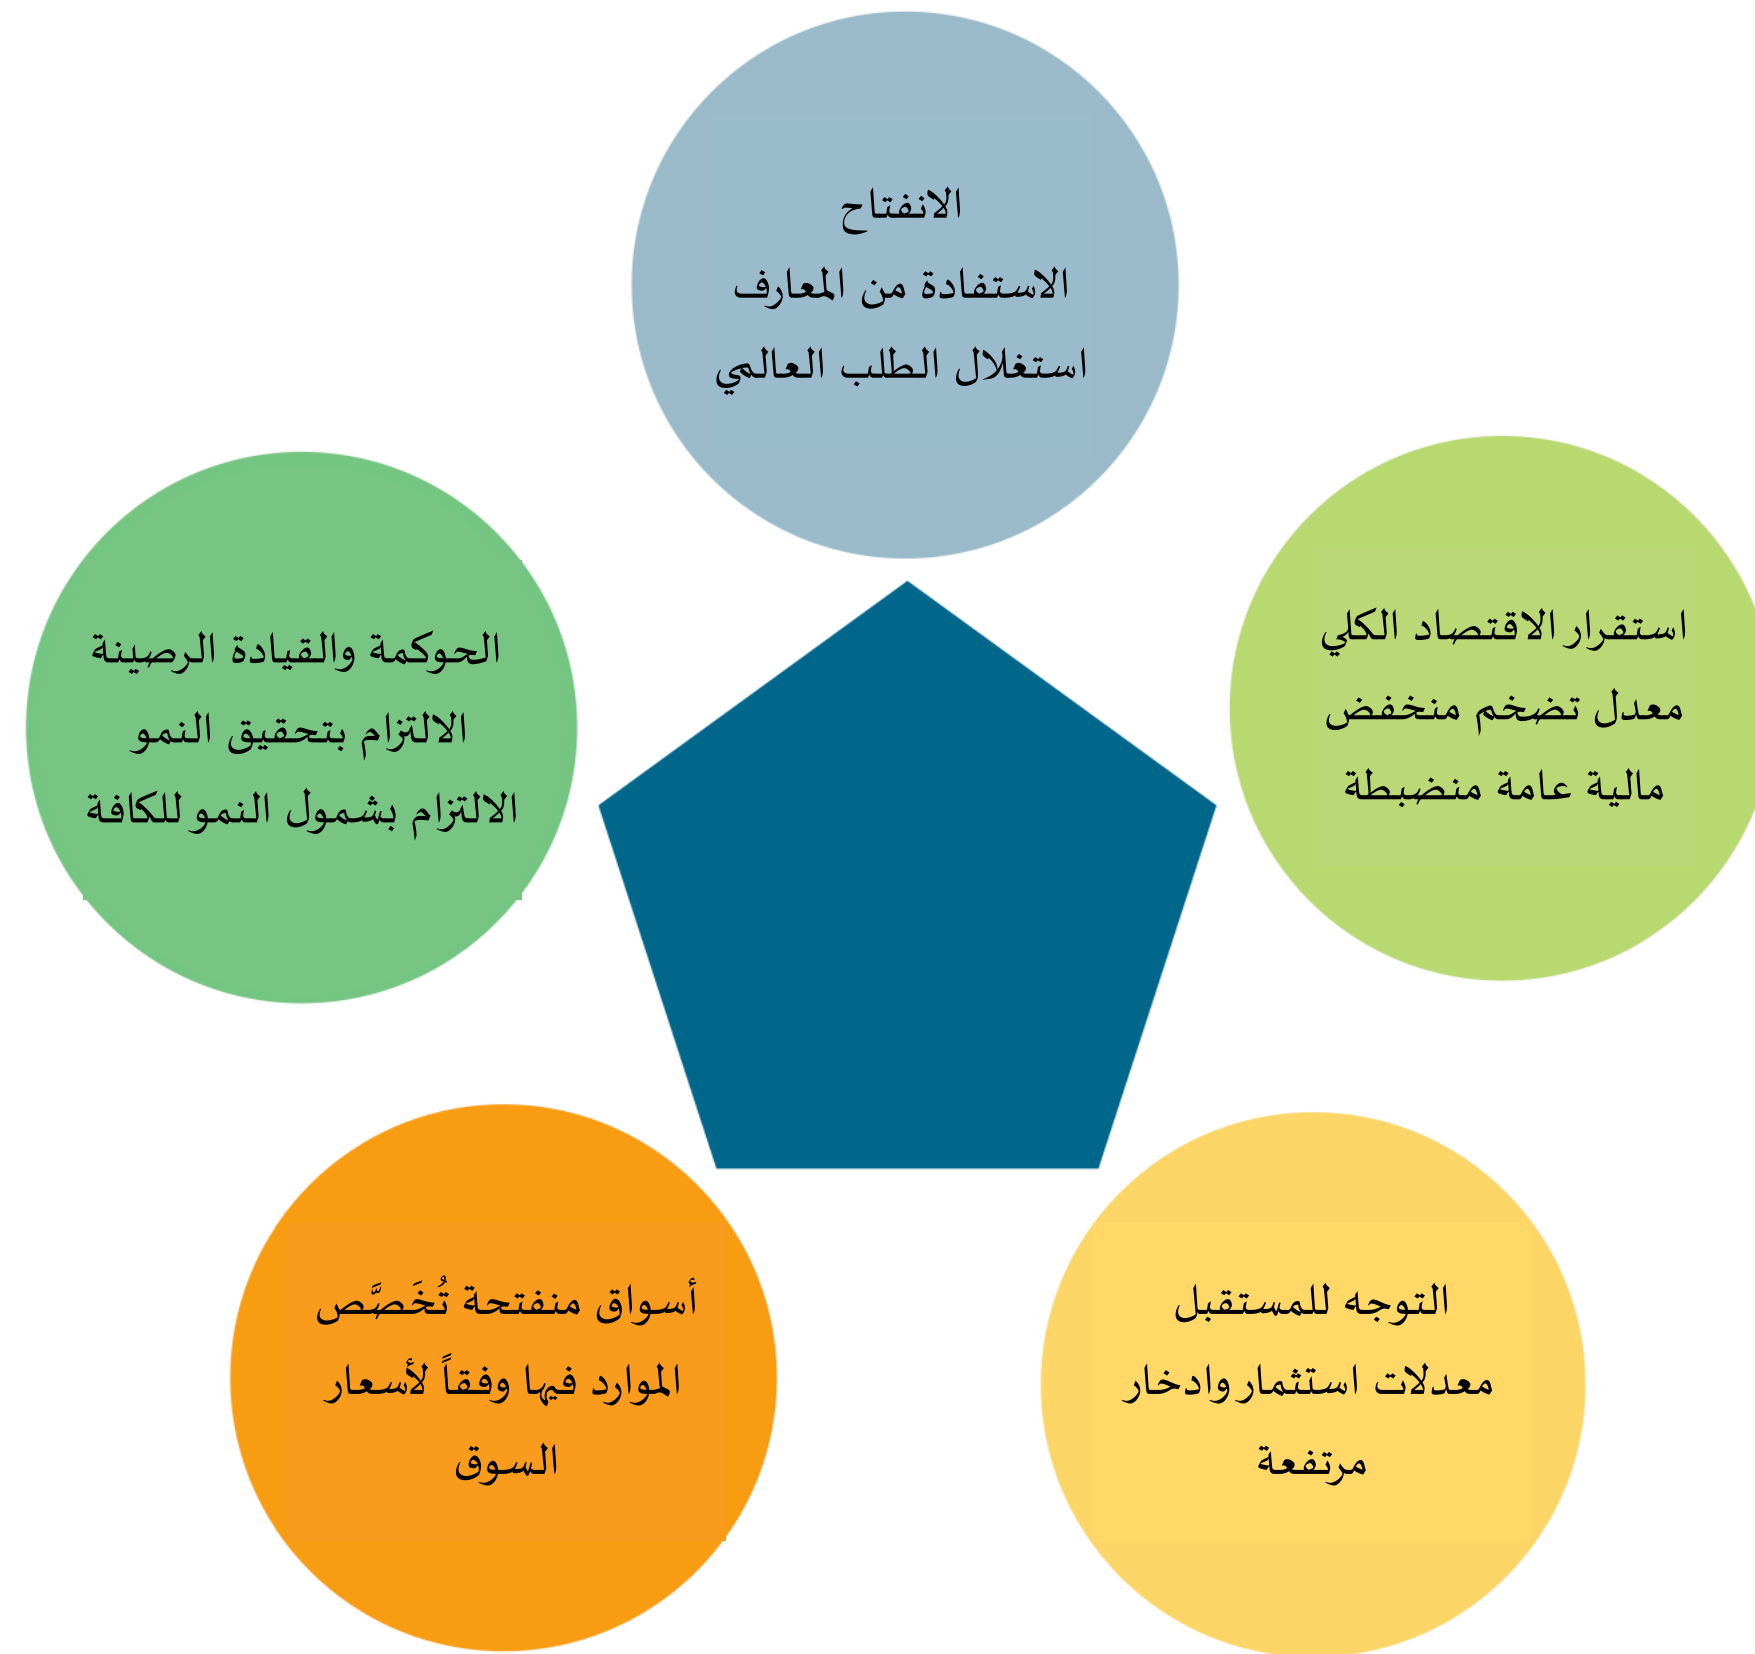 الانفتاح
الاستفادة من المعارف
استغلال الطلب العالمي
استقرار الاقتصاد الكلي
معدل تضخم منخفض
مالية عامة منضبطة
التوجه للمستقبل
معدلات استثمار وادخار
مرتفعة
أسواق منفتحة تُخَصَّص
الموارد فيها وفقاً لأسعار
السوق
الحوكمة والقيادة الرصينة
الالتزام بتحقيق النمو
الالتزام بشمول النمو للكافة